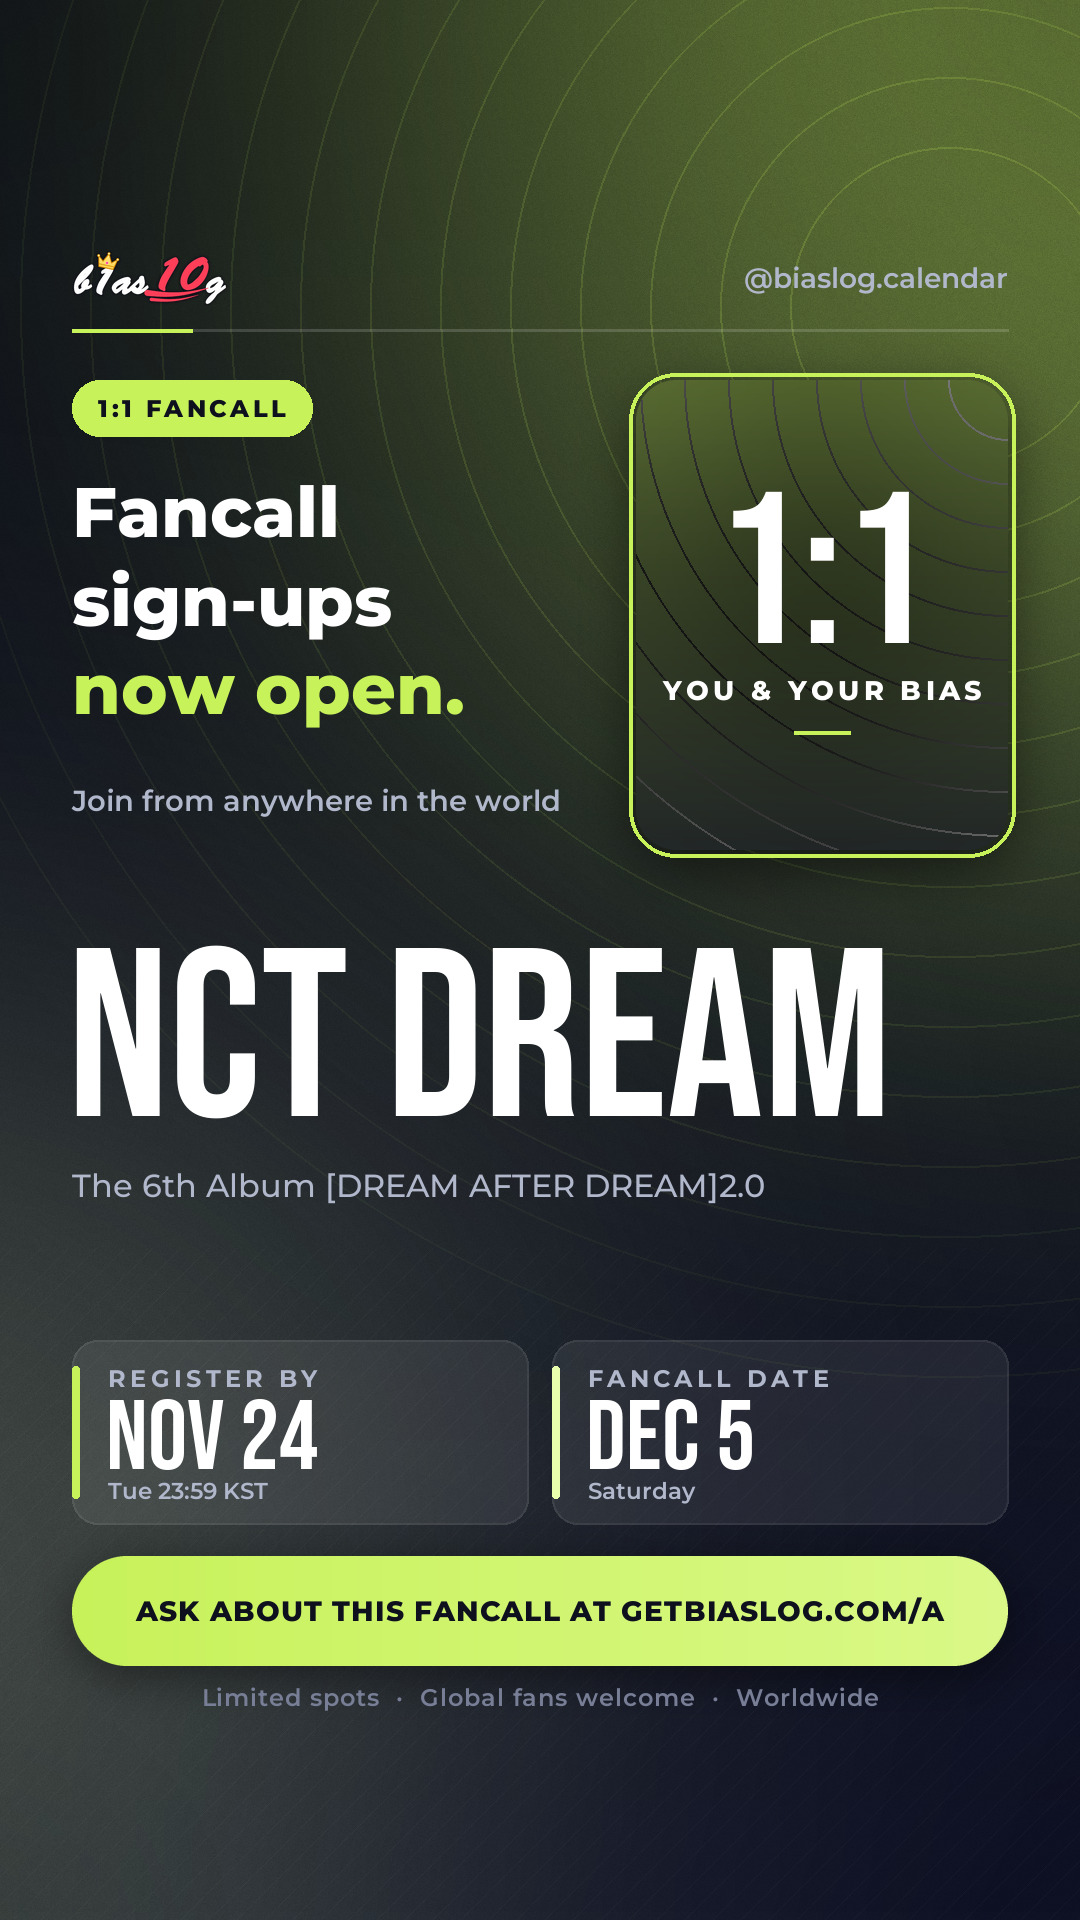 b1as10g
@biaslog.calendar
1:1 FANCALL
Fancall
sign-ups
now open.
Join from anywhere in the world
1:1
YOU & YOUR BIAS
NCT DREAM
The 6th Album [DREAM AFTER DREAM]2.0
REGISTER BY
NOV 24
Tue 23:59 KST
FANCALL DATE
DEC 5
Saturday
ASK ABOUT THIS FANCALL AT GETBIASLOG.COM/A
Limited spots · Global fans welcome · Worldwide